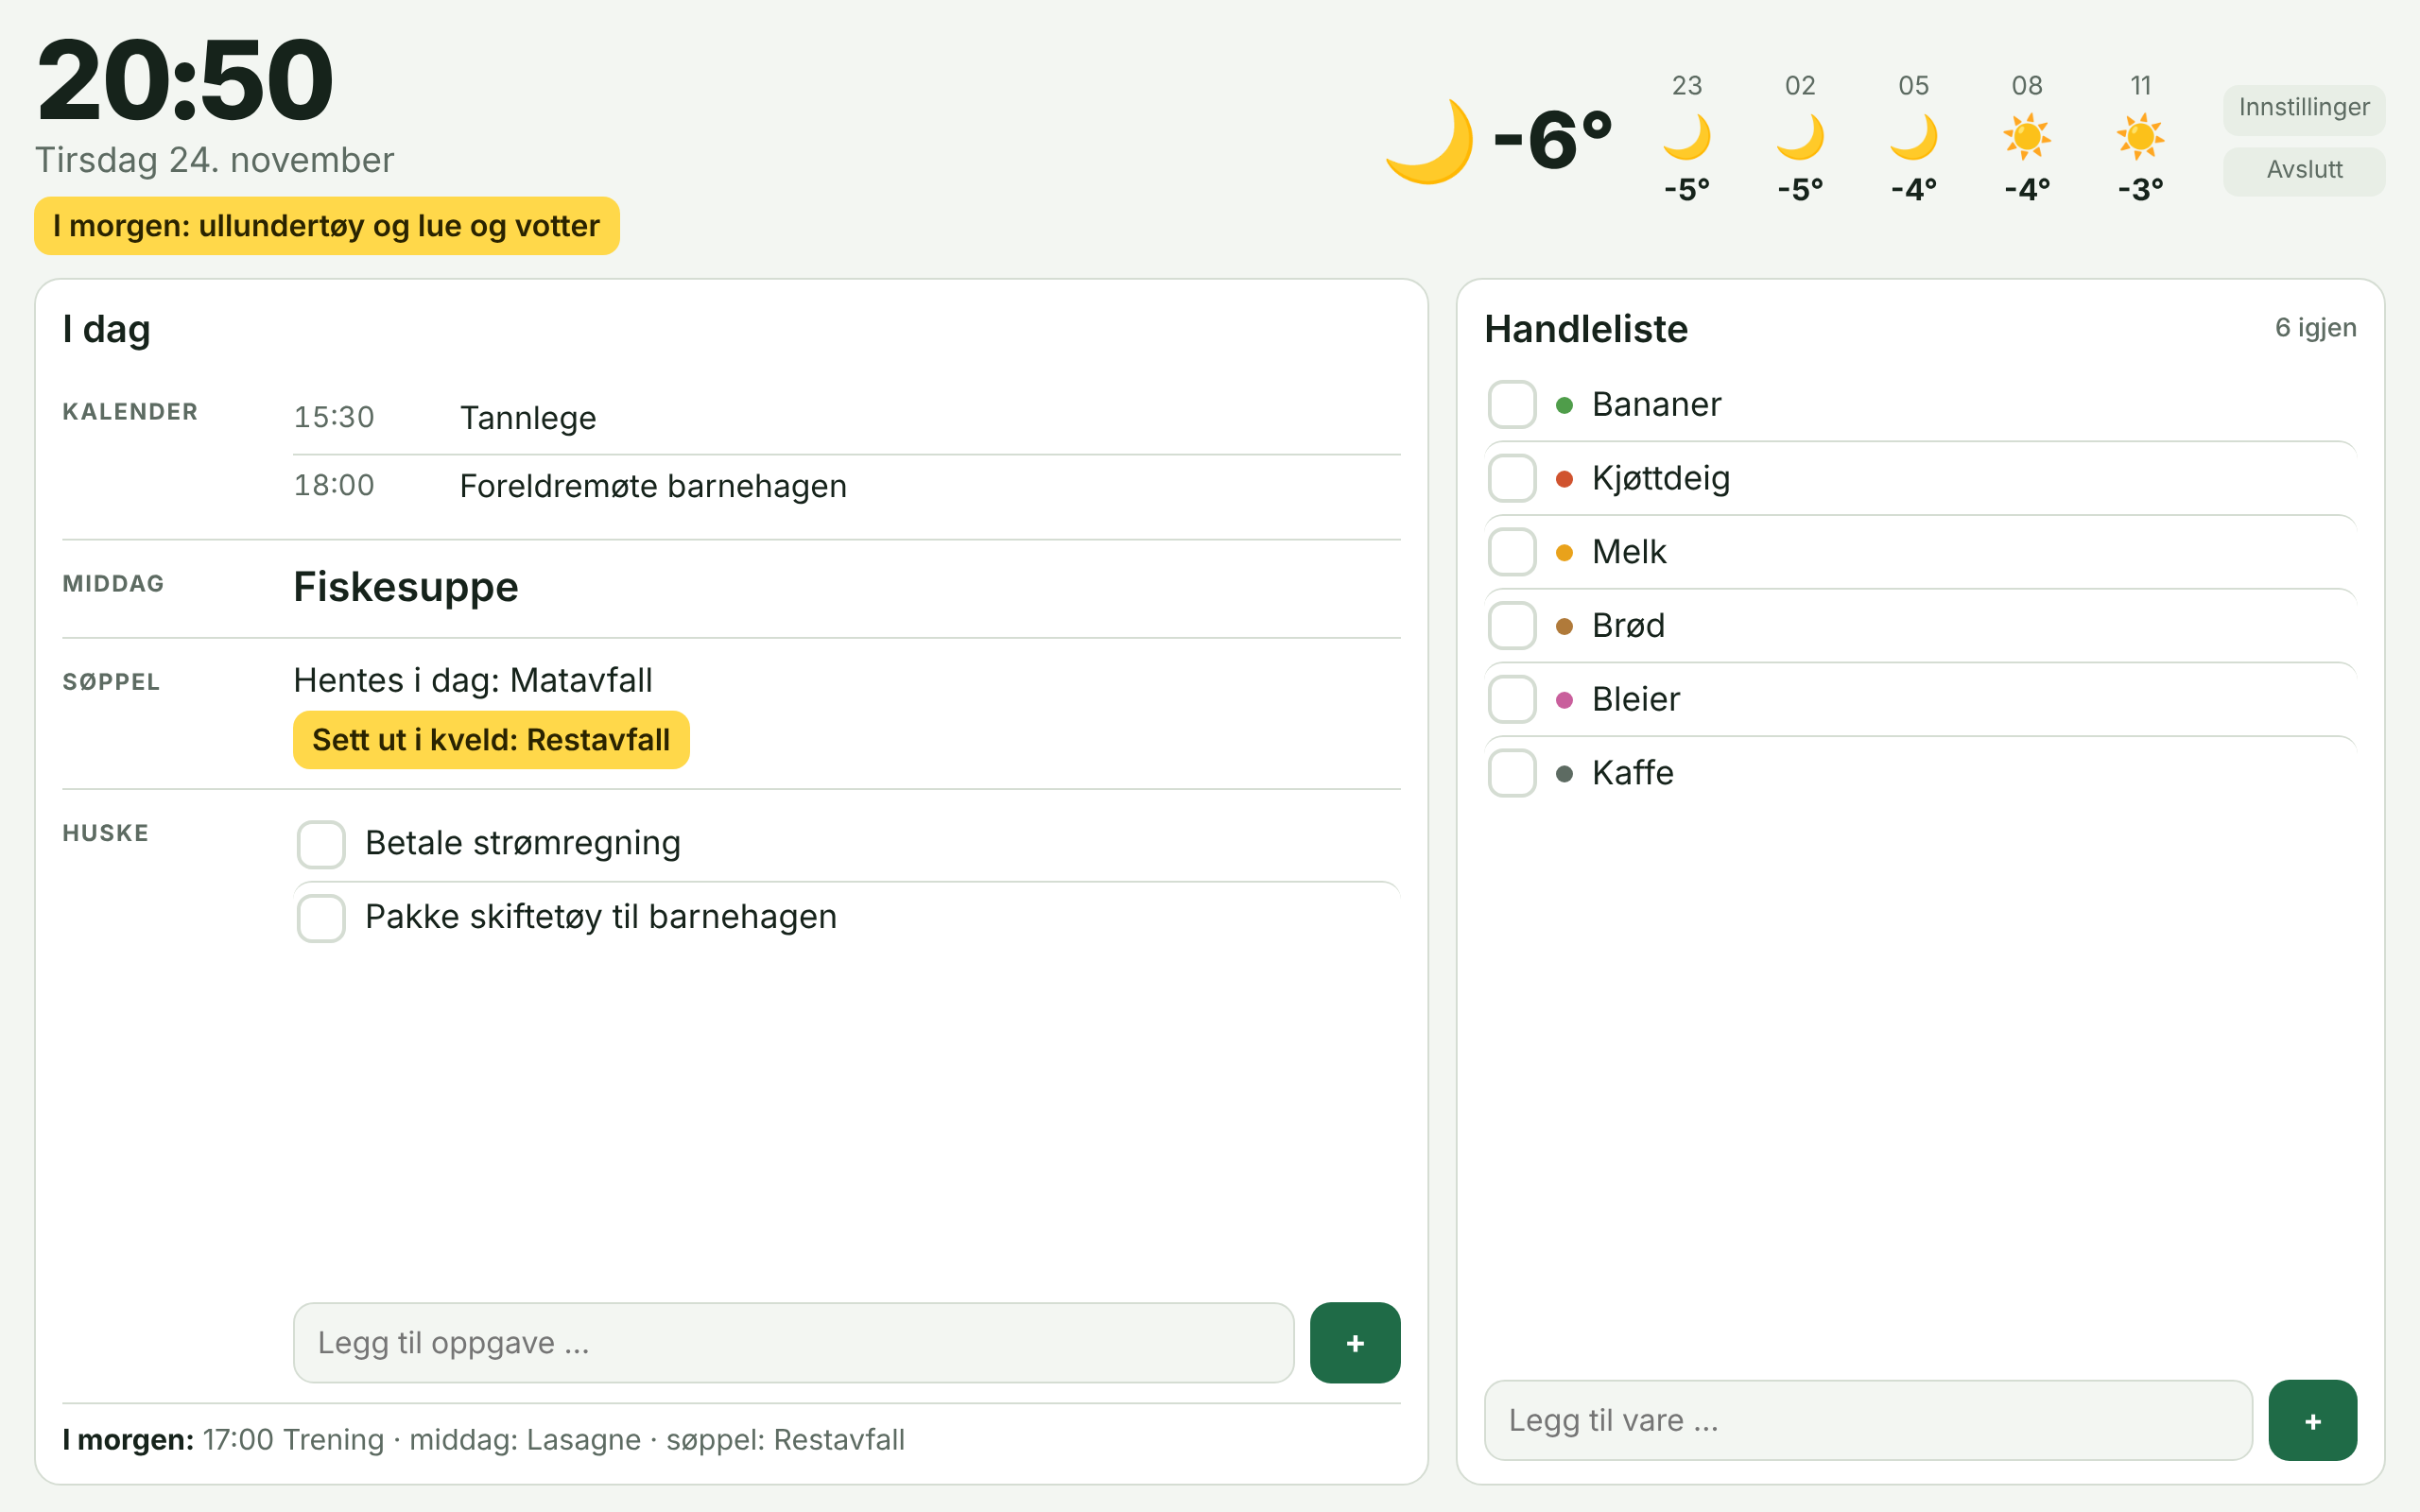 20:50
Tirsdag 24. november
I morgen: ullundertøy og lue og votter
-6°
23 02 05 08 11
-5° -5° -4° -4° -3°
Innstillinger
Avslutt
I dag
KALENDER
15:30 Tannlege
18:00 Foreldremøte barnehagen
MIDDAG
Fiskesuppe
SØPPEL
Hentes i dag: Matavfall
Sett ut i kveld: Restavfall
HUSKE
Betale strømregning
Pakke skiftetøy til barnehagen
Legg til oppgave ...
+
I morgen: 17:00 Trening · middag: Lasagne · søppel: Restavfall
Handleliste
6 igjen
Bananer
Kjøttdeig
Melk
Brød
Bleier
Kaffe
Legg til vare ...
+